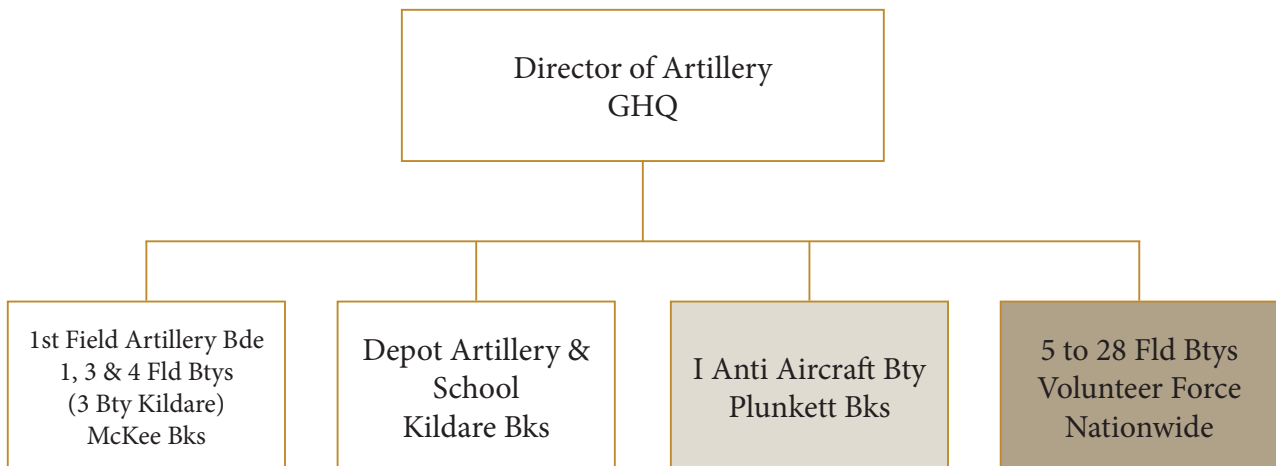 Director of Artillery
GHQ
1st Field Artillery Bde
1, 3 & 4 Fld Btys
(3 Bty Kildare)
McKee Bks
Depot Artillery &
School
Kildare Bks
I Anti Aircraft Bty
Plunkett Bks
5 to 28 Fld Btys
Volunteer Force
Nationwide